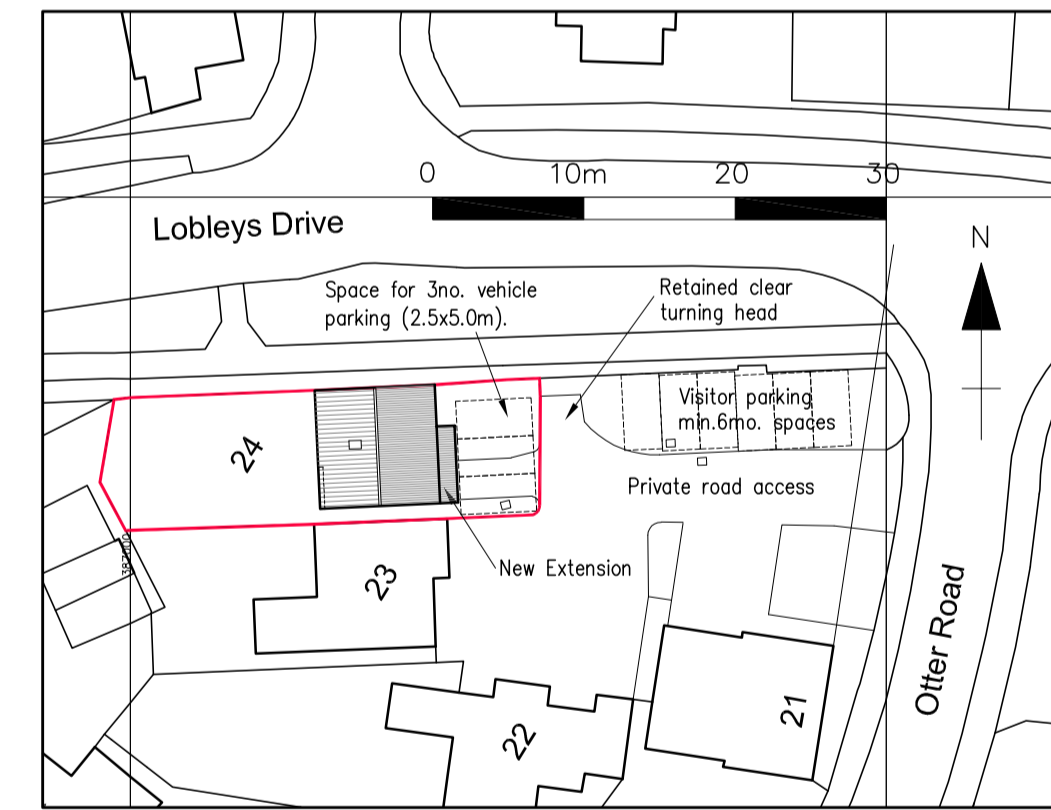 0 10m 20 30
Lobleys Drive
N
Space for 3no. vehicle
parking (2.5x5.0m).
Retained clear
turning head
Visitor parking
min.6mo. spaces
24
Private road access
New Extension
23
Otter Road
21
22